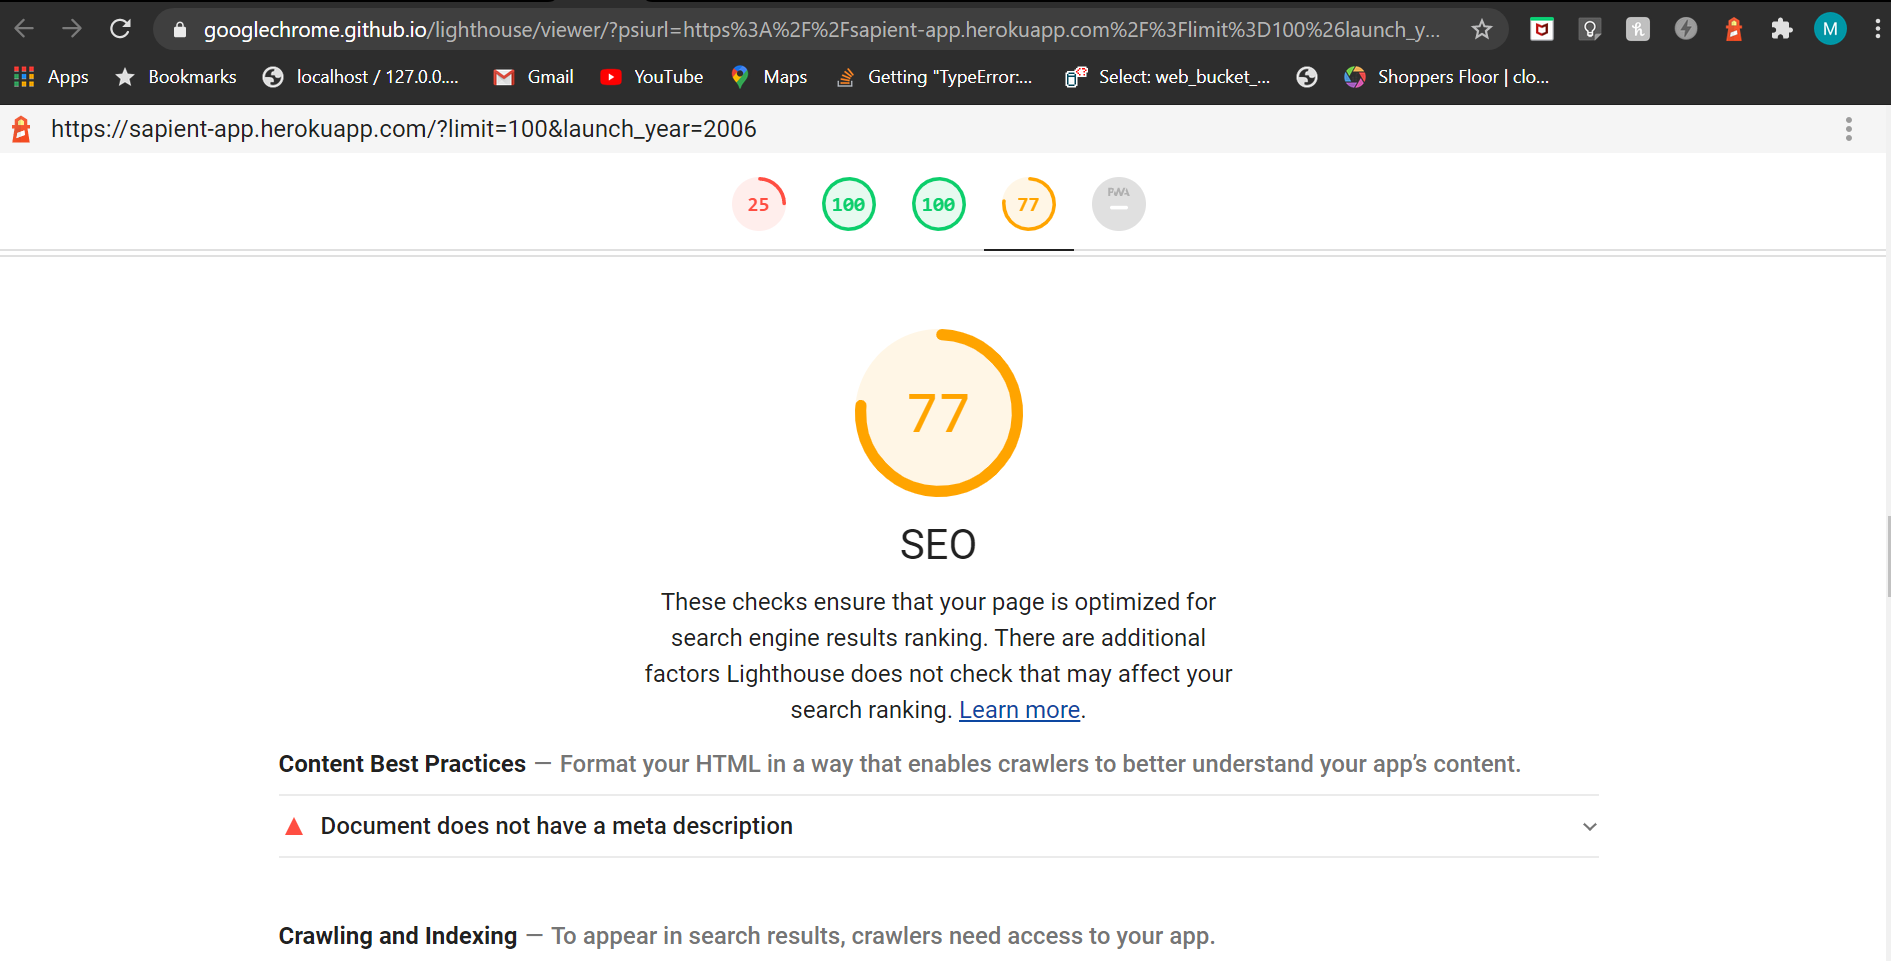 googlechrome.github.io/lighthouse/viewer/?psiurl=https%3A%2F%2Fsapient-app.herokuapp.com%2F%3Flimit%3D100%26launch_y...
M
Apps Bookmarks localhost / 127.0.0.... Gmail YouTube Maps Getting "TypeError:... Select: web_bucket_... Shoppers Floor | clo...
https://sapient-app.herokuapp.com/?limit=100&launch_year=2006
25 100 100 77 PWA
77
SEO
These checks ensure that your page is optimized for
search engine results ranking. There are additional
factors Lighthouse does not check that may affect your
search ranking. Learn more.
Content Best Practices — Format your HTML in a way that enables crawlers to better understand your app’s content.
Document does not have a meta description
Crawling and Indexing — To appear in search results, crawlers need access to your app.